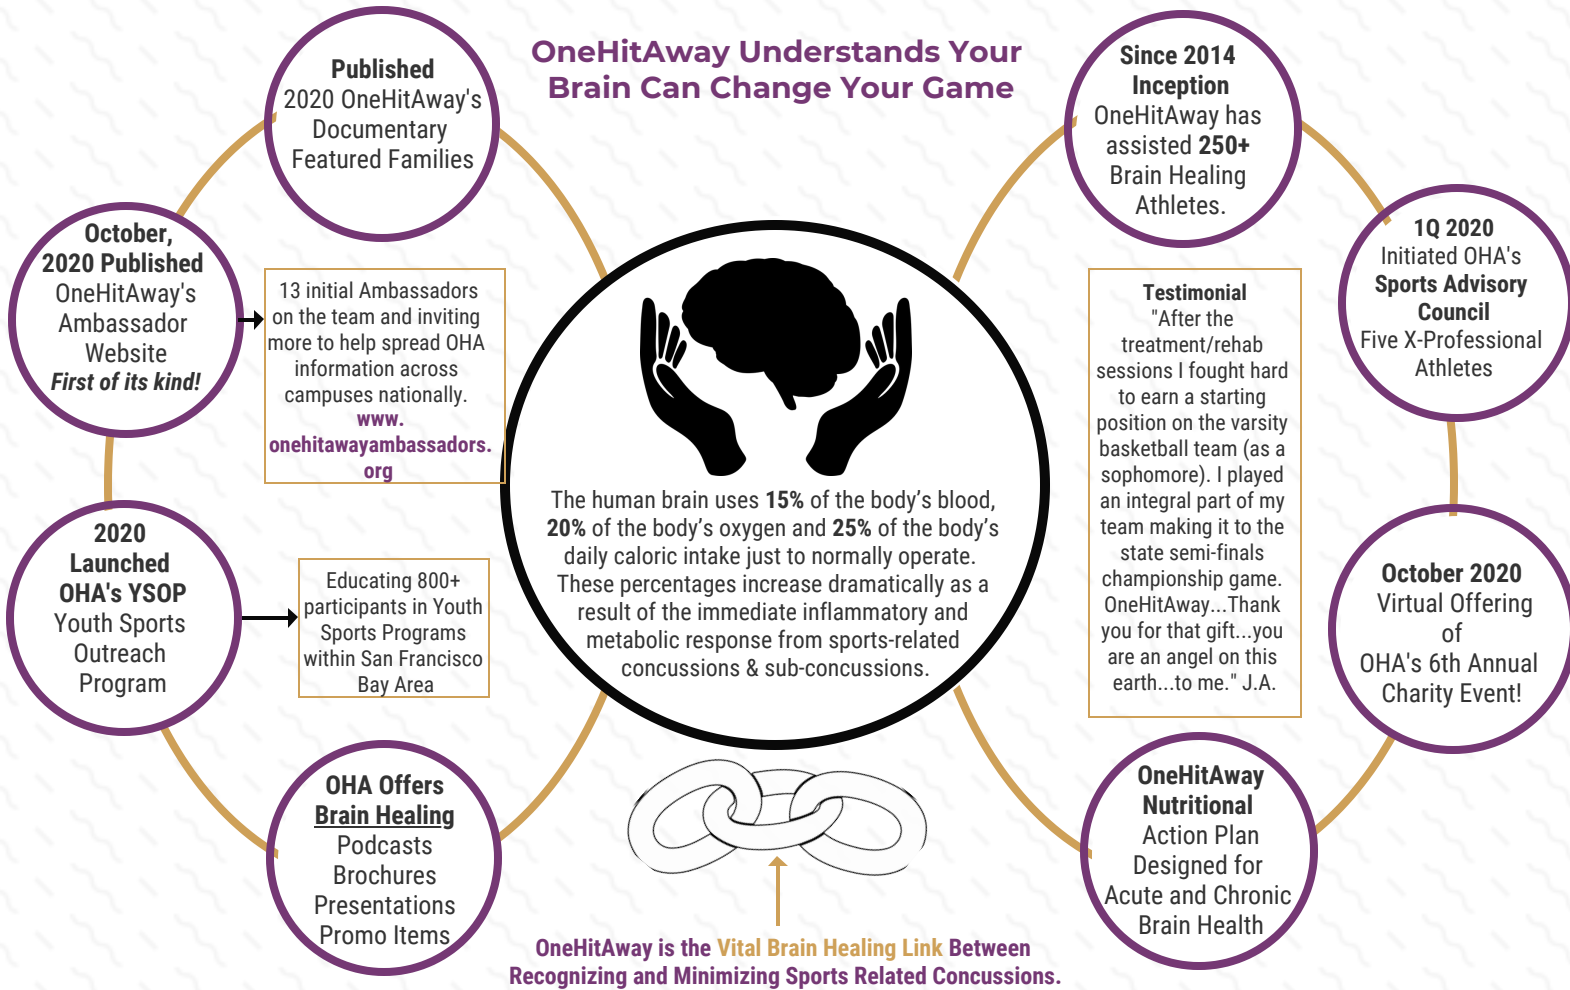 OneHitAway Understands Your
Brain Can Change Your Game
Published
2020 OneHitAway's
Documentary
Featured Families
October,
2020 Published
OneHitAway's
Ambassador
Website
First of its kind!
13 initial Ambassadors
on the team and inviting
more to help spread OHA
information across
campuses nationally.
www.
onehitawayambassadors.
org
2020
Launched
OHA's YSOP
Youth Sports
Outreach
Program
Educating 800+
participants in Youth
Sports Programs
within San Francisco
Bay Area
OHA Offers
Brain Healing
Podcasts
Brochures
Presentations
Promo Items
The human brain uses 15% of the body’s blood,
20% of the body’s oxygen and 25% of the body’s
daily caloric intake just to normally operate.
These percentages increase dramatically as a
result of the immediate inflammatory and
metabolic response from sports-related
concussions & sub-concussions.
OneHitAway is the Vital Brain Healing Link Between
Recognizing and Minimizing Sports Related Concussions.
Since 2014
Inception
OneHitAway has
assisted 250+
Brain Healing
Athletes.
1Q 2020
Initiated OHA's
Sports Advisory
Council
Five X-Professional
Athletes
Testimonial
"After the
treatment/rehab
sessions I fought hard
to earn a starting
position on the varsity
basketball team (as a
sophomore). I played
an integral part of my
team making it to the
state semi-finals
championship game.
OneHitAway...Thank
you for that gift...you
are an angel on this
earth...to me." J.A.
October 2020
Virtual Offering
of
OHA's 6th Annual
Charity Event!
OneHitAway
Nutritional
Action Plan
Designed for
Acute and Chronic
Brain Health